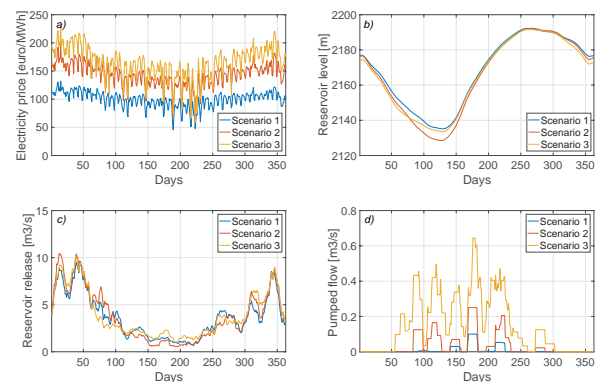 a)
Electricity price [euro/MWh]
250
200
150
100
50
0
Scenario 1
Scenario 2
Scenario 3
50 100 150 200 250 300 350
Days
b)
Reservoir level [m]
2200
2180
2160
2140
2120
Scenario 1
Scenario 2
Scenario 3
50 100 150 200 250 300 350
Days
c)
Reservoir release [m3/s]
15
10
5
0
Scenario 1
Scenario 2
Scenario 3
50 100 150 200 250 300 350
Days
d)
Pumped flow [m3/s]
0.8
0.6
0.4
0.2
0
Scenario 1
Scenario 2
Scenario 3
50 100 150 200 250 300 350
Days